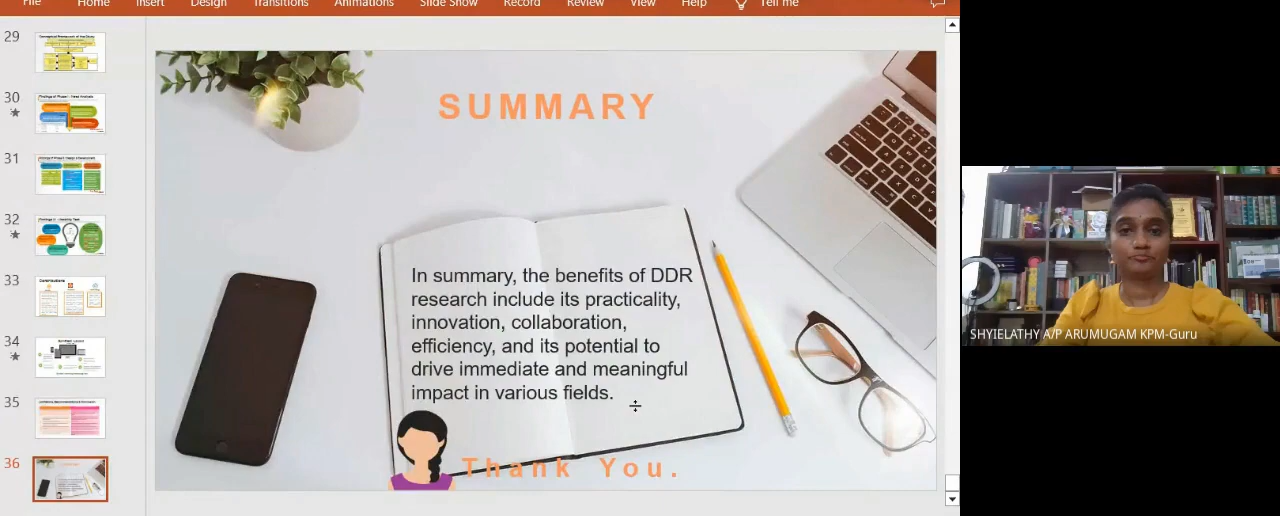 File Home Insert Design Transitions Animations Slide Show Record Review View Help Tell me
29
30
31
32
33
34
35
36
SUMMARY
In summary, the benefits of DDR
research include its practicality,
innovation, collaboration,
efficiency, and its potential to
drive immediate and meaningful
impact in various fields.
Thank You.
SHYIELATHY A/P ARUMUGAM KPM-Guru